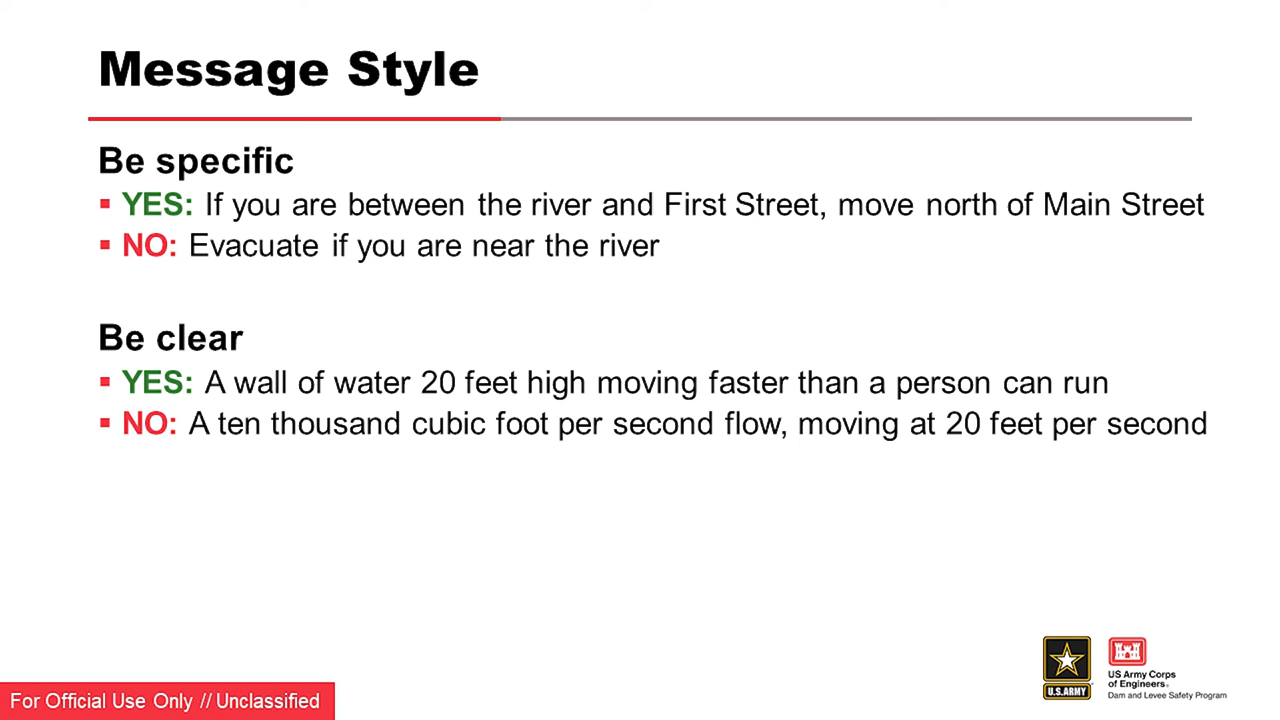 Message Style
Be specific
▪ YES: If you are between the river and First Street, move north of Main Street
▪ NO: Evacuate if you are near the river
Be clear
▪ YES: A wall of water 20 feet high moving faster than a person can run
▪ NO: A ten thousand cubic foot per second flow, moving at 20 feet per second
U.S.ARMY
US Army Corps
of Engineers®
Dam and Levee Safety Program
For Official Use Only // Unclassified